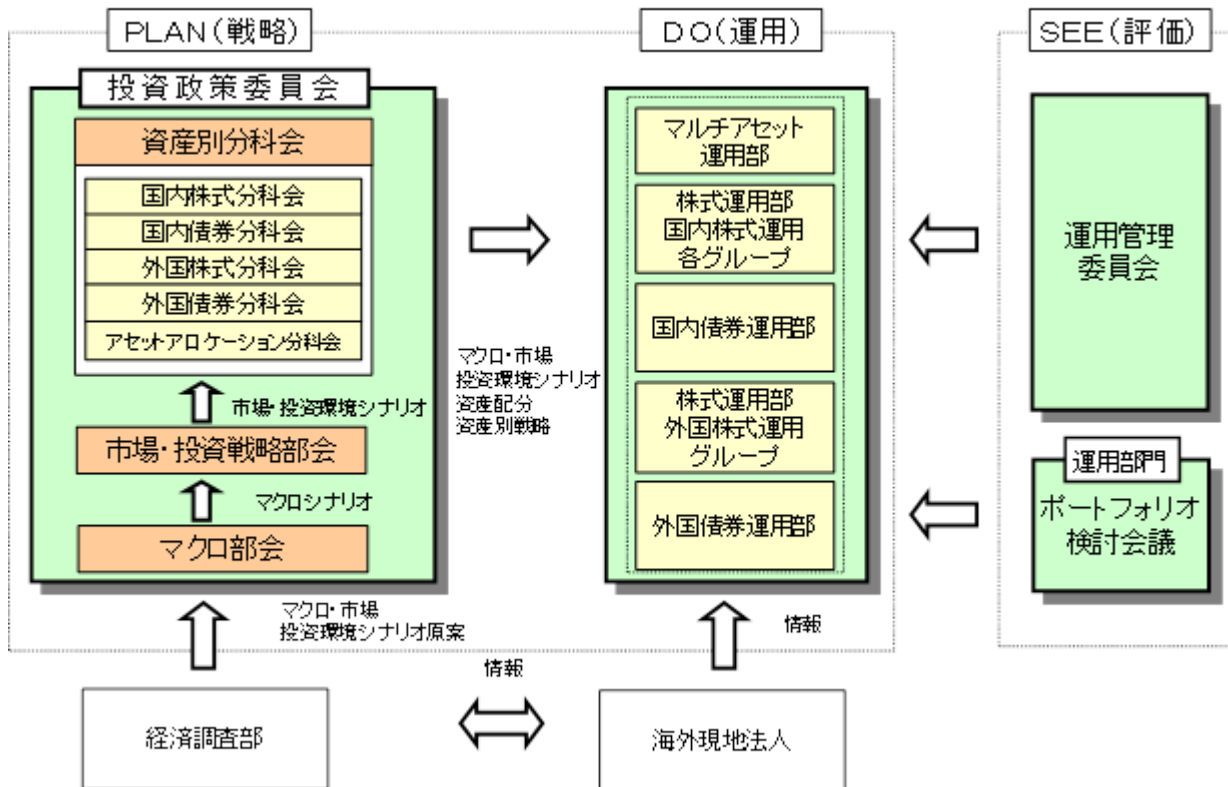 PLAN(戦略)
投資政策委員会
資産別分科会
国内株式分科会
国内債券分科会
外国株式分科会
外国債券分科会
アセットアロケーション分科会
市場・投資環境シナリオ
市場・投資戦略部会
マクロシナリオ
マクロ部会
マクロ・市場
投資環境シナリオ原案
経済調査部
マクロ・市場
投資環境シナリオ
資産配分
資産別戦略
DO(運用)
マルチアセット
運用部
株式運用部
国内株式運用
各グループ
国内債券運用部
株式運用部
外国株式運用
グループ
外国債券運用部
情報
情報
海外現地法人
SEE(評価)
運用管理
委員会
運用部門
ポートフォリオ
検討会議